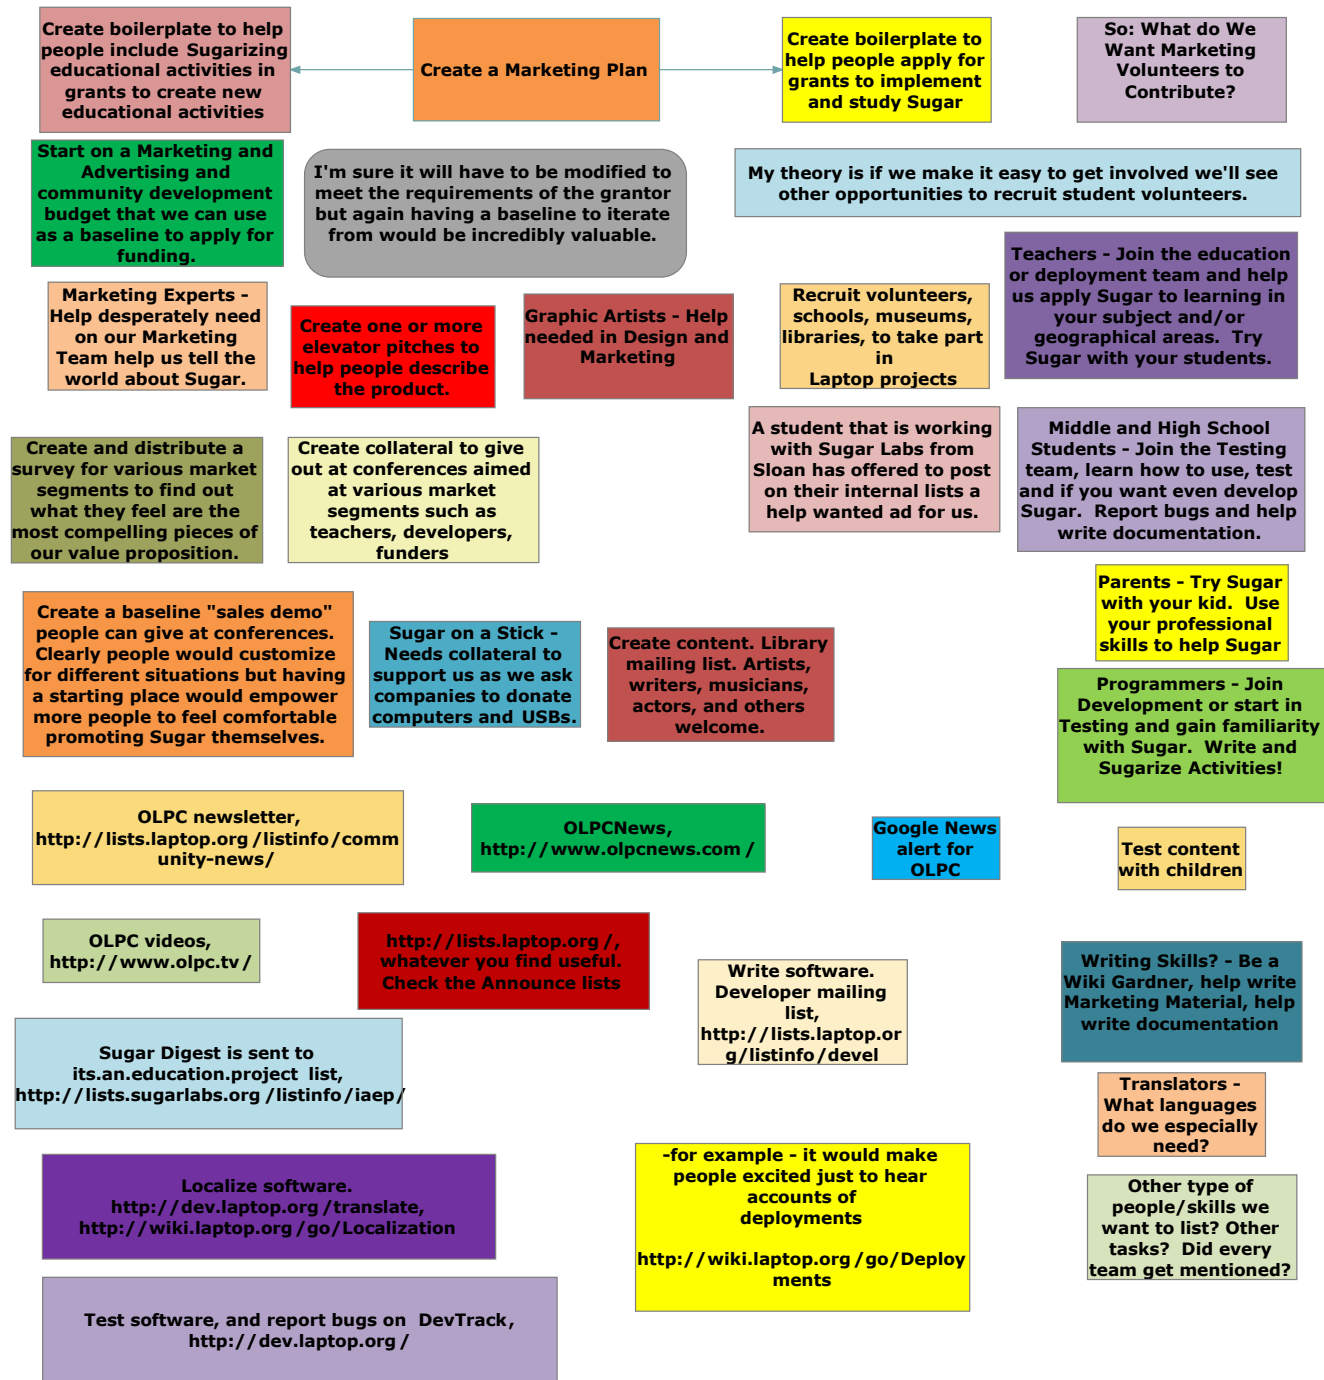 Create boilerplate to help
people include Sugarizing
educational activities in
grants to create new
educational activities
Create a Marketing Plan
Create boilerplate to
help people apply for
grants to implement
and study Sugar
So: What do We
Want Marketing
Volunteers to
Contribute?
Start on a Marketing and
Advertising and
community development
budget that we can use
as a baseline to apply for
funding.
I'm sure it will have to be modified to
meet the requirements of the grantor
but again having a baseline to iterate
from would be incredibly valuable.
My theory is if we make it easy to get involved we'll see
other opportunities to recruit student volunteers.
Teachers - Join the education
or deployment team and help
us apply Sugar to learning in
your subject and/or
geographical areas. Try
Sugar with your students.
Marketing Experts -
Help desperately need
on our Marketing
Team help us tell the
world about Sugar.
Create one or more
elevator pitches to
help people describe
the product.
Graphic Artists - Help
needed in Design and
Marketing
Recruit volunteers,
schools, museums,
libraries, to take part
in
Laptop projects
Create and distribute a
survey for various market
segments to find out
what they feel are the
most compelling pieces of
our value proposition.
Create collateral to give
out at conferences aimed
at various market
segments such as
teachers, developers,
funders
A student that is working
with Sugar Labs from
Sloan has offered to post
on their internal lists a
help wanted ad for us.
Middle and High School
Students - Join the Testing
team, learn how to use, test
and if you want even develop
Sugar. Report bugs and help
write documentation.
Parents - Try Sugar
with your kid. Use
your professional
skills to help Sugar
Create a baseline "sales demo"
people can give at conferences.
Clearly people would customize
for different situations but having
a starting place would empower
more people to feel comfortable
promoting Sugar themselves.
Sugar on a Stick -
Needs collateral to
support us as we ask
companies to donate
computers and USBs.
Create content. Library
mailing list. Artists,
writers, musicians,
actors, and others
welcome.
Programmers - Join
Development or start in
Testing and gain familiarity
with Sugar. Write and
Sugarize Activities!
OLPC newsletter,
http://lists.laptop.org/listinfo/comm
unity-news/
OLPCNews,
http://www.olpcnews.com/
Google News
alert for
OLPC
Test content
with children
OLPC videos,
http://www.olpc.tv/
http://lists.laptop.org/,
whatever you find useful.
Check the Announce lists
Write software.
Developer mailing
list,
http://lists.laptop.or
g/listinfo/devel
Writing Skills? - Be a
Wiki Gardner, help write
Marketing Material, help
write documentation
Sugar Digest is sent to
its.an.education.project list,
http://lists.sugarlabs.org/listinfo/iaep/
Translators -
What languages
do we especially
need?
Localize software.
http://dev.laptop.org/translate,
http://wiki.laptop.org/go/Localization
-for example - it would make
people excited just to hear
accounts of
deployments
http://wiki.laptop.org/go/Deploy
ments
Other type of
people/skills we
want to list? Other
tasks? Did every
team get mentioned?
Test software, and report bugs on DevTrack,
http://dev.laptop.org/